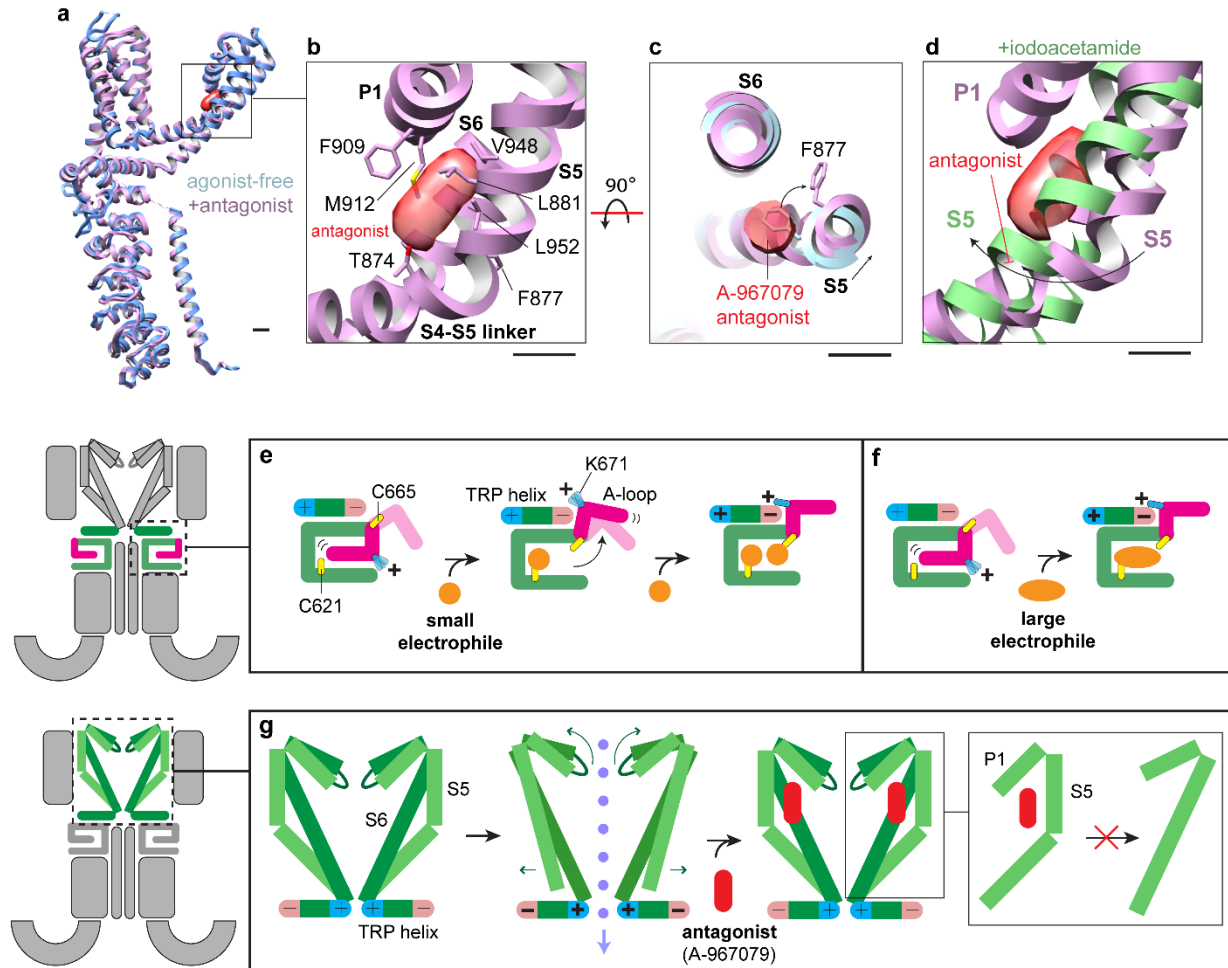 a
agonist-free
+antagonist
b
P1
F909
S6
V948
S5
M912
L881
antagonist
L952
T874
F877
S4-S5 linker
90°
c
S6
F877
A-967079
antagonist
S5
d
+iodoacetamide
P1
antagonist
S5
S5
e
C665
+
C621
small
electrophile
TRP helix
K671
+
A-loop
+
−
+
+
−
f
+
−
+
large
electrophile
+
+
−
g
S5
S6
−
+
+
−
TRP helix
−
+
+
−
antagonist
(A-967079)
−
+
+
−
P1
S5